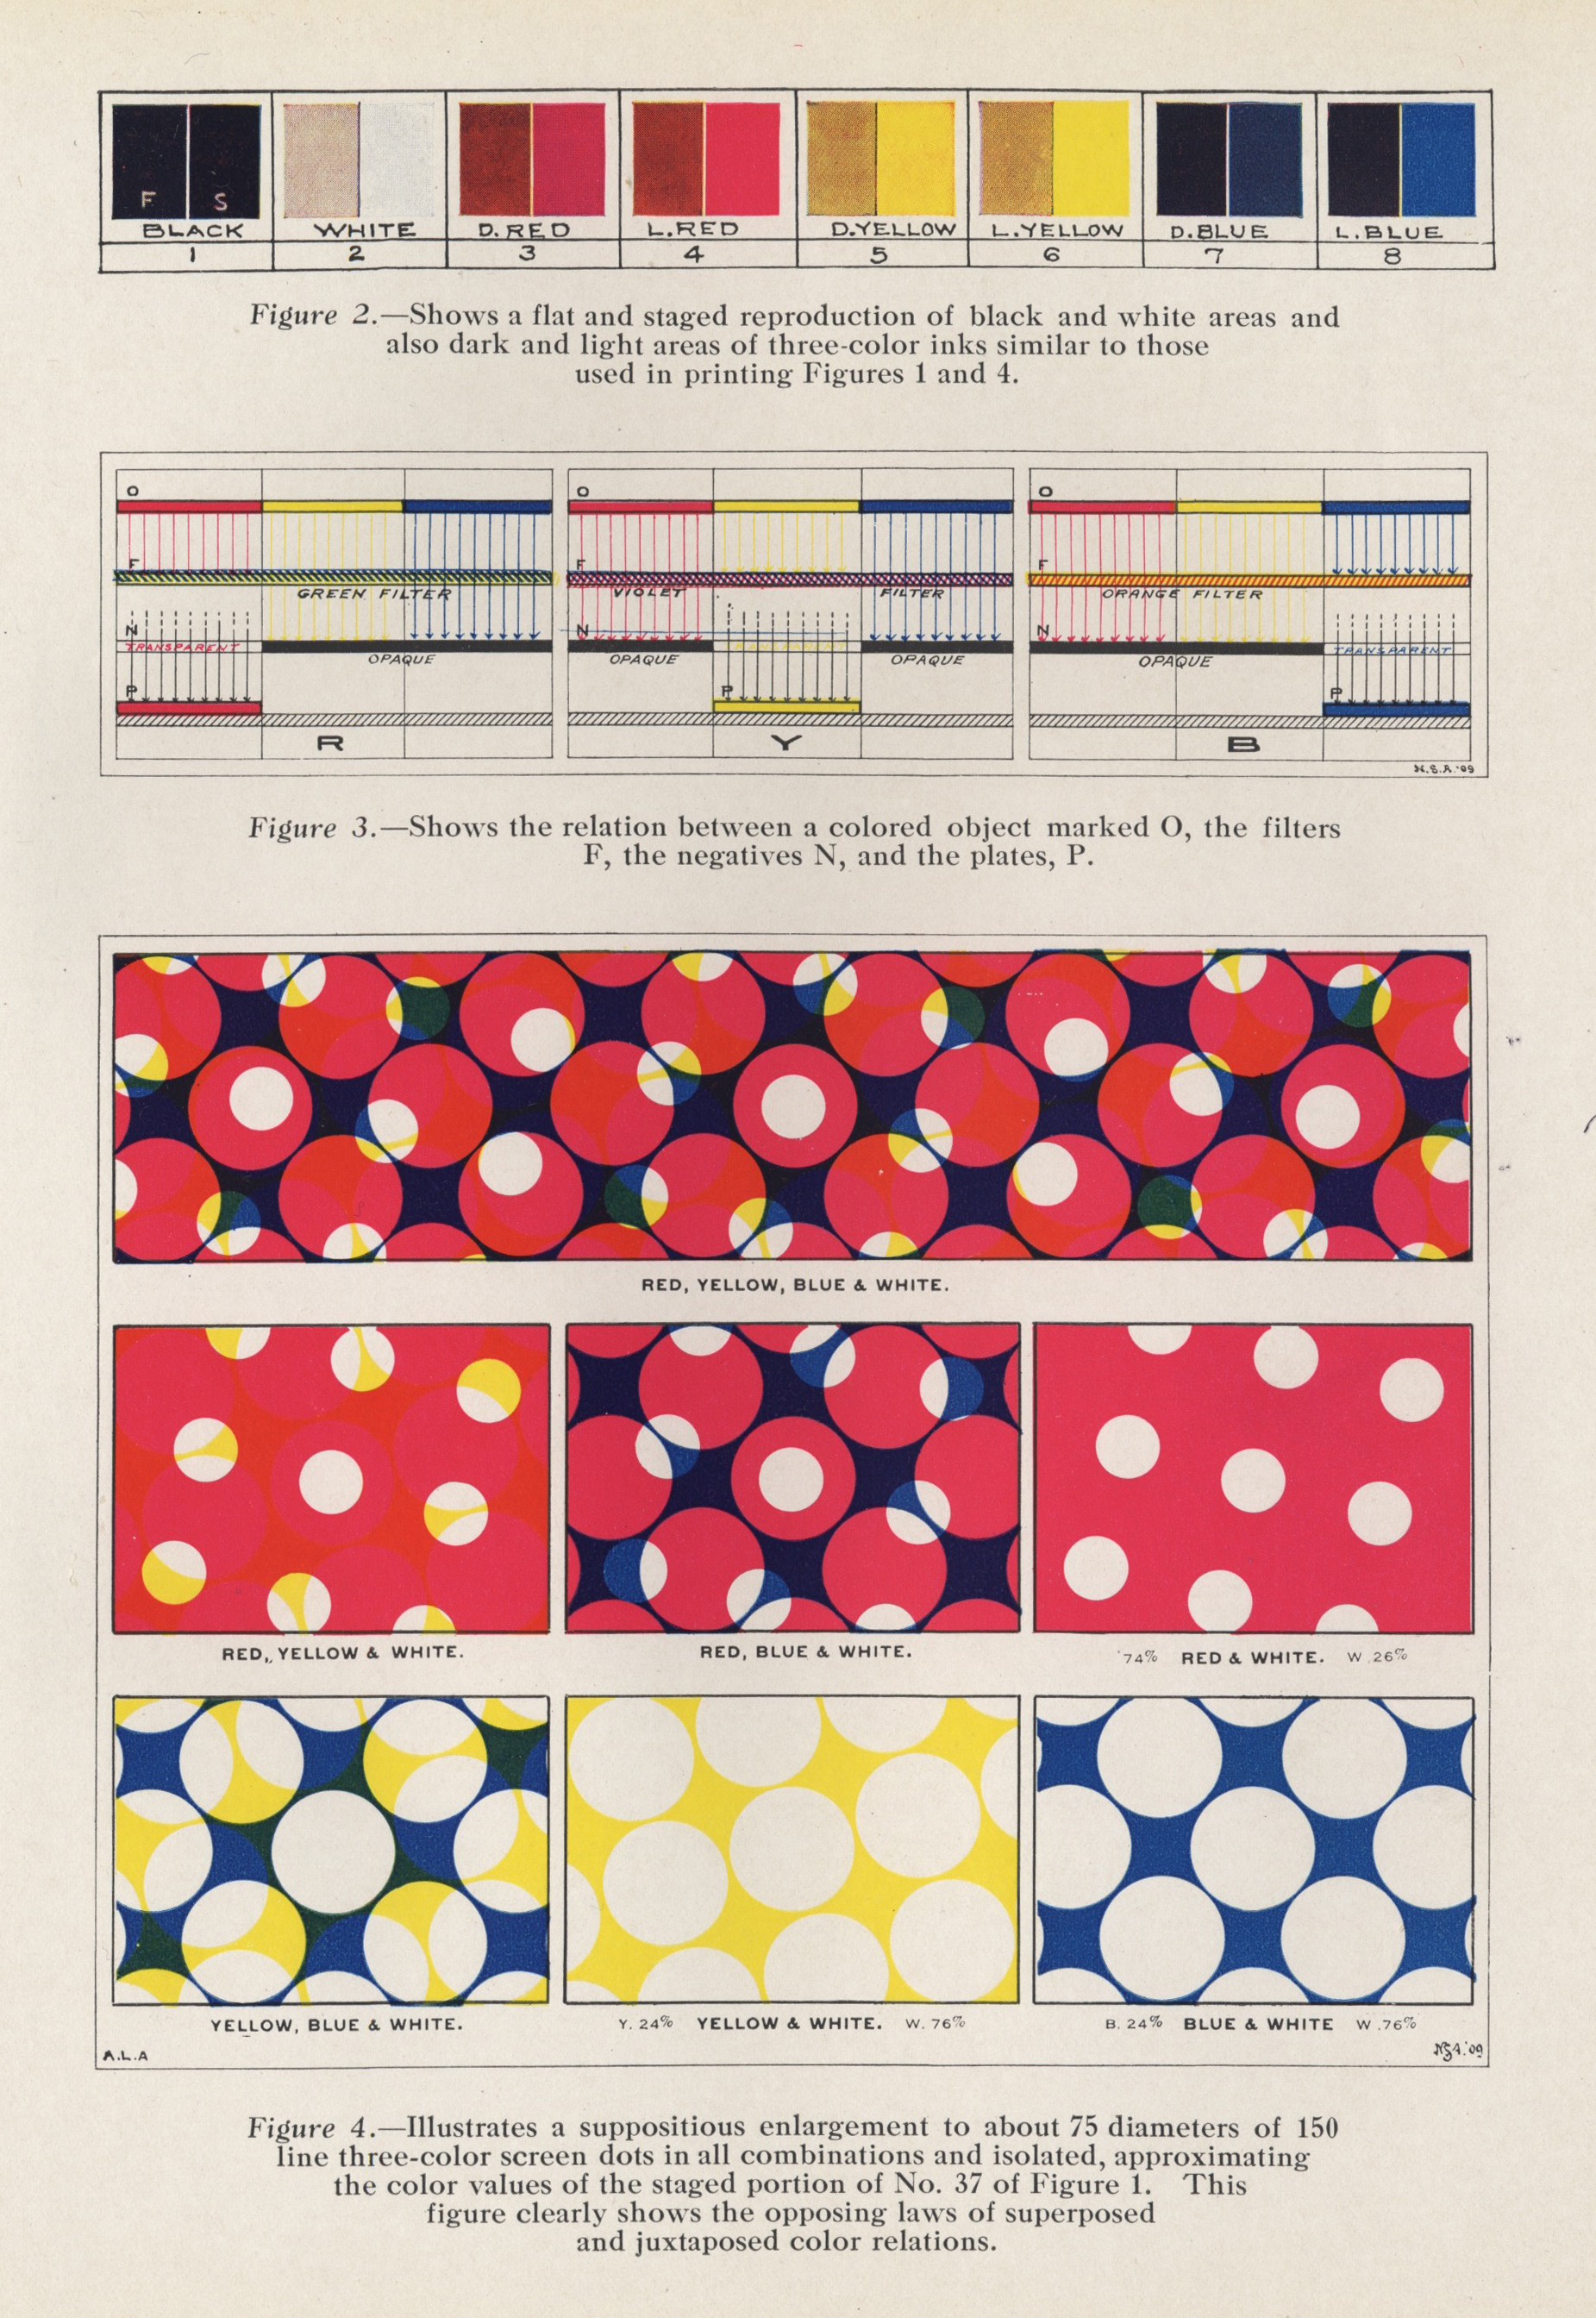 F S
BLACK WHITE D. RED L.RED D.YELLOW L.YELLOW D.BLUE L.BLUE
1 2 3 4 5 6 7 8
Figure 2.—Shows a flat and staged reproduction of black and white areas and
also dark and light areas of three-color inks similar to those
used in printing Figures 1 and 4.
O O O
F F F
GREEN FILTER VIOLET FILTER ORANGE FILTER
N N N
TRANSPARENT TRANSPARENT TRANSPARENT
OPAQUE OPAQUE OPAQUE OPAQUE
P P P
R Y B
H.S.A. '09
Figure 3.—Shows the relation between a colored object marked O, the filters
F, the negatives N, and the plates, P.
RED, YELLOW, BLUE & WHITE.
RED, YELLOW & WHITE. RED, BLUE & WHITE. 74% RED & WHITE. W.26%
YELLOW, BLUE & WHITE. Y. 24% YELLOW & WHITE. W. 76% B. 24% BLUE & WHITE W.76%
A.L.A '09
Figure 4.—Illustrates a suppositious enlargement to about 75 diameters of 150
line three-color screen dots in all combinations and isolated, approximating
the color values of the staged portion of No. 37 of Figure 1. This
figure clearly shows the opposing laws of superposed
and juxtaposed color relations.